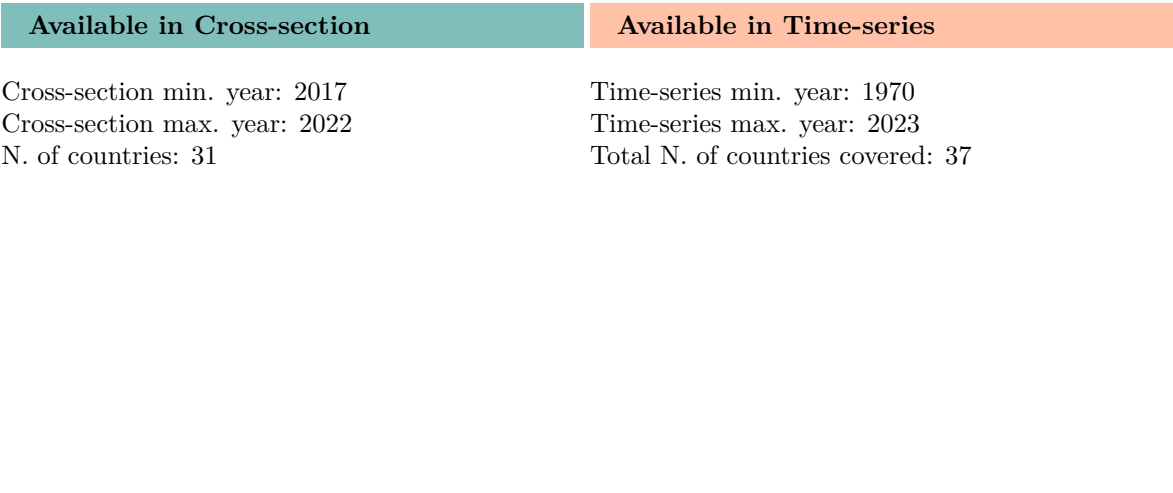 Available in Cross-section
Cross-section min. year: 2017
Cross-section max. year: 2022
N. of countries: 31
Available in Time-series
Time-series min. year: 1970
Time-series max. year: 2023
Total N. of countries covered: 37